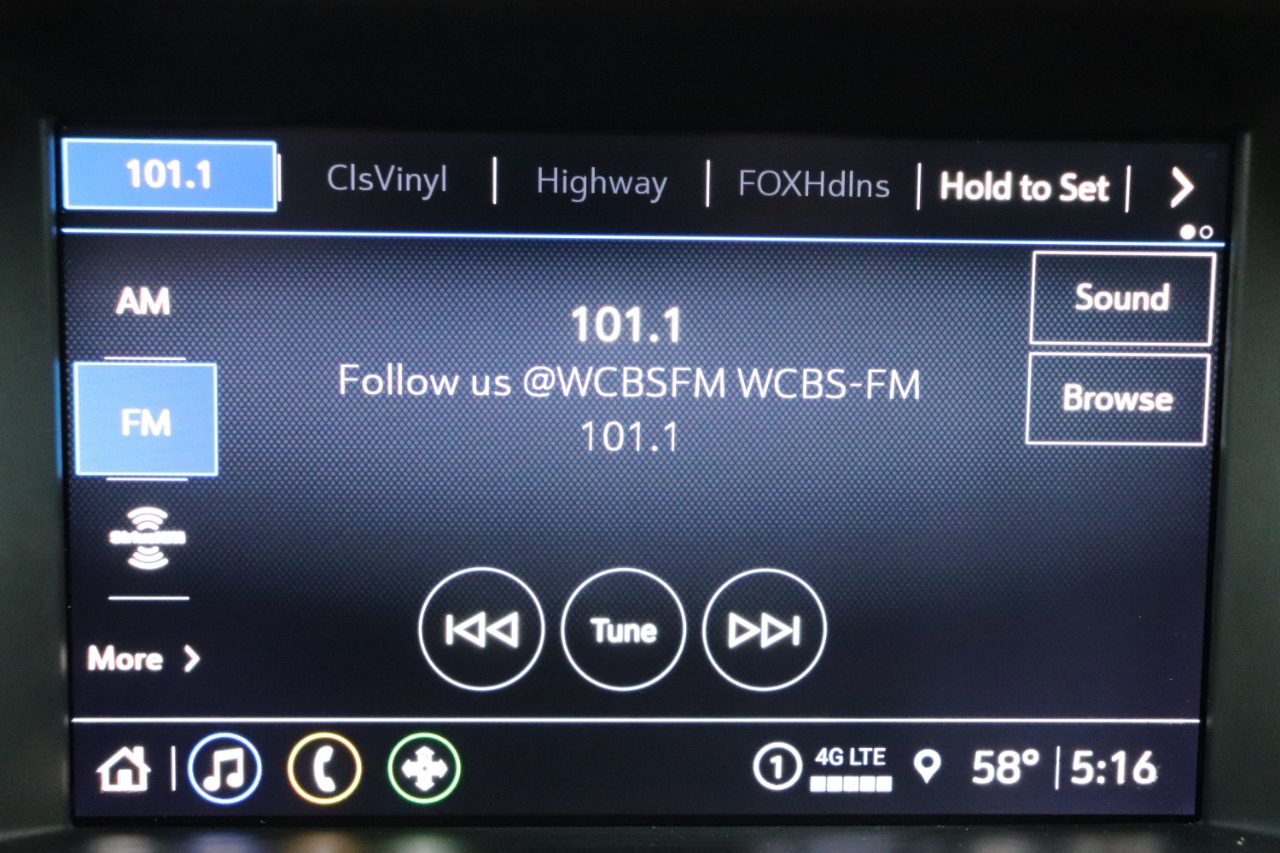 101.1
ClsVinyl
Highway
FOXHdlns
Hold to Set
AM
101.1
Sound
Follow us @WCBSFM WCBS-FM
101.1
Browse
FM
Tune
More
1
4G LTE
58°
5:16